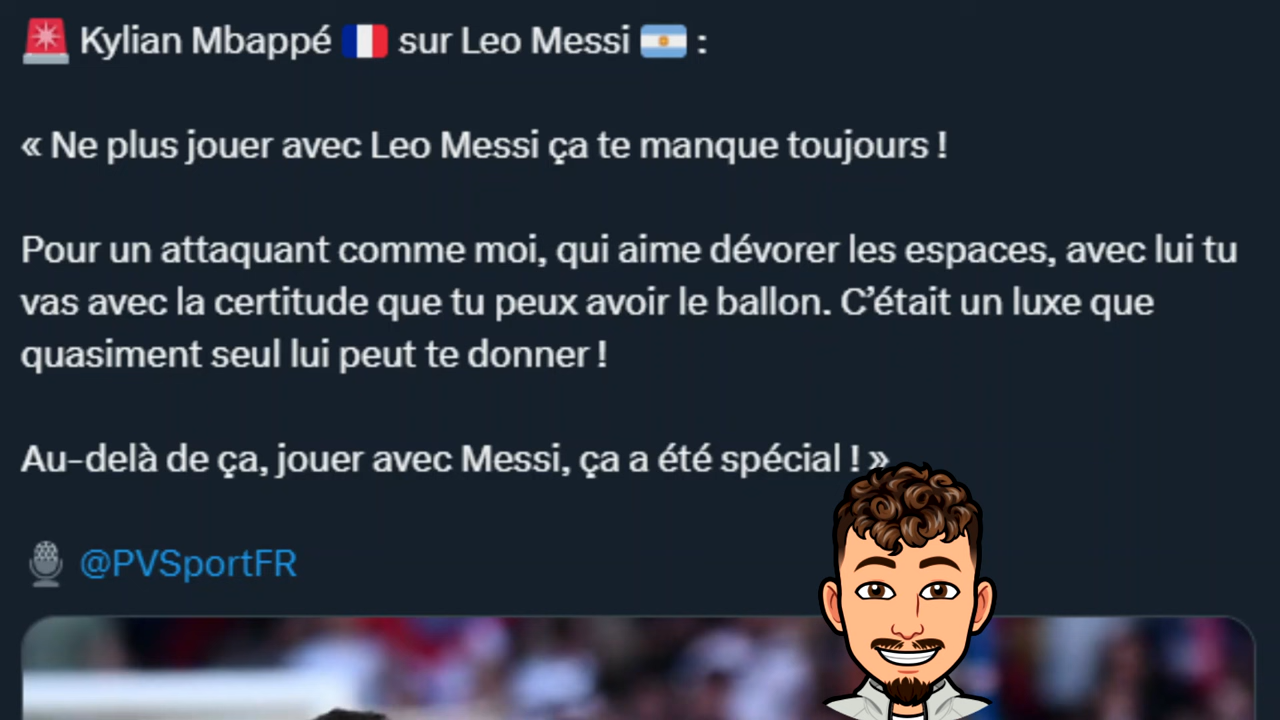 🚨 Kylian Mbappé 🇫🇷 sur Leo Messi 🇦🇷 :
« Ne plus jouer avec Leo Messi ça te manque toujours !
Pour un attaquant comme moi, qui aime dévorer les espaces, avec lui tu
vas avec la certitude que tu peux avoir le ballon. C’était un luxe que
quasiment seul lui peut te donner !
Au-delà de ça, jouer avec Messi, ça a été spécial ! »
🎙 @PVSportFR